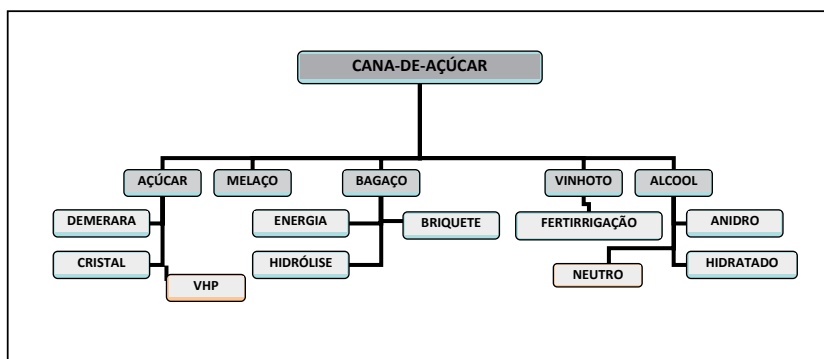 CANA-DE-AÇÚCAR
AÇÚCAR
MELAÇO
BAGAÇO
VINHOTO
ALCOOL
DEMERARA
ENERGIA
BRIQUETE
FERTIRRIGAÇÃO
ANIDRO
CRISTAL
HIDRÓLISE
NEUTRO
HIDRATADO
VHP